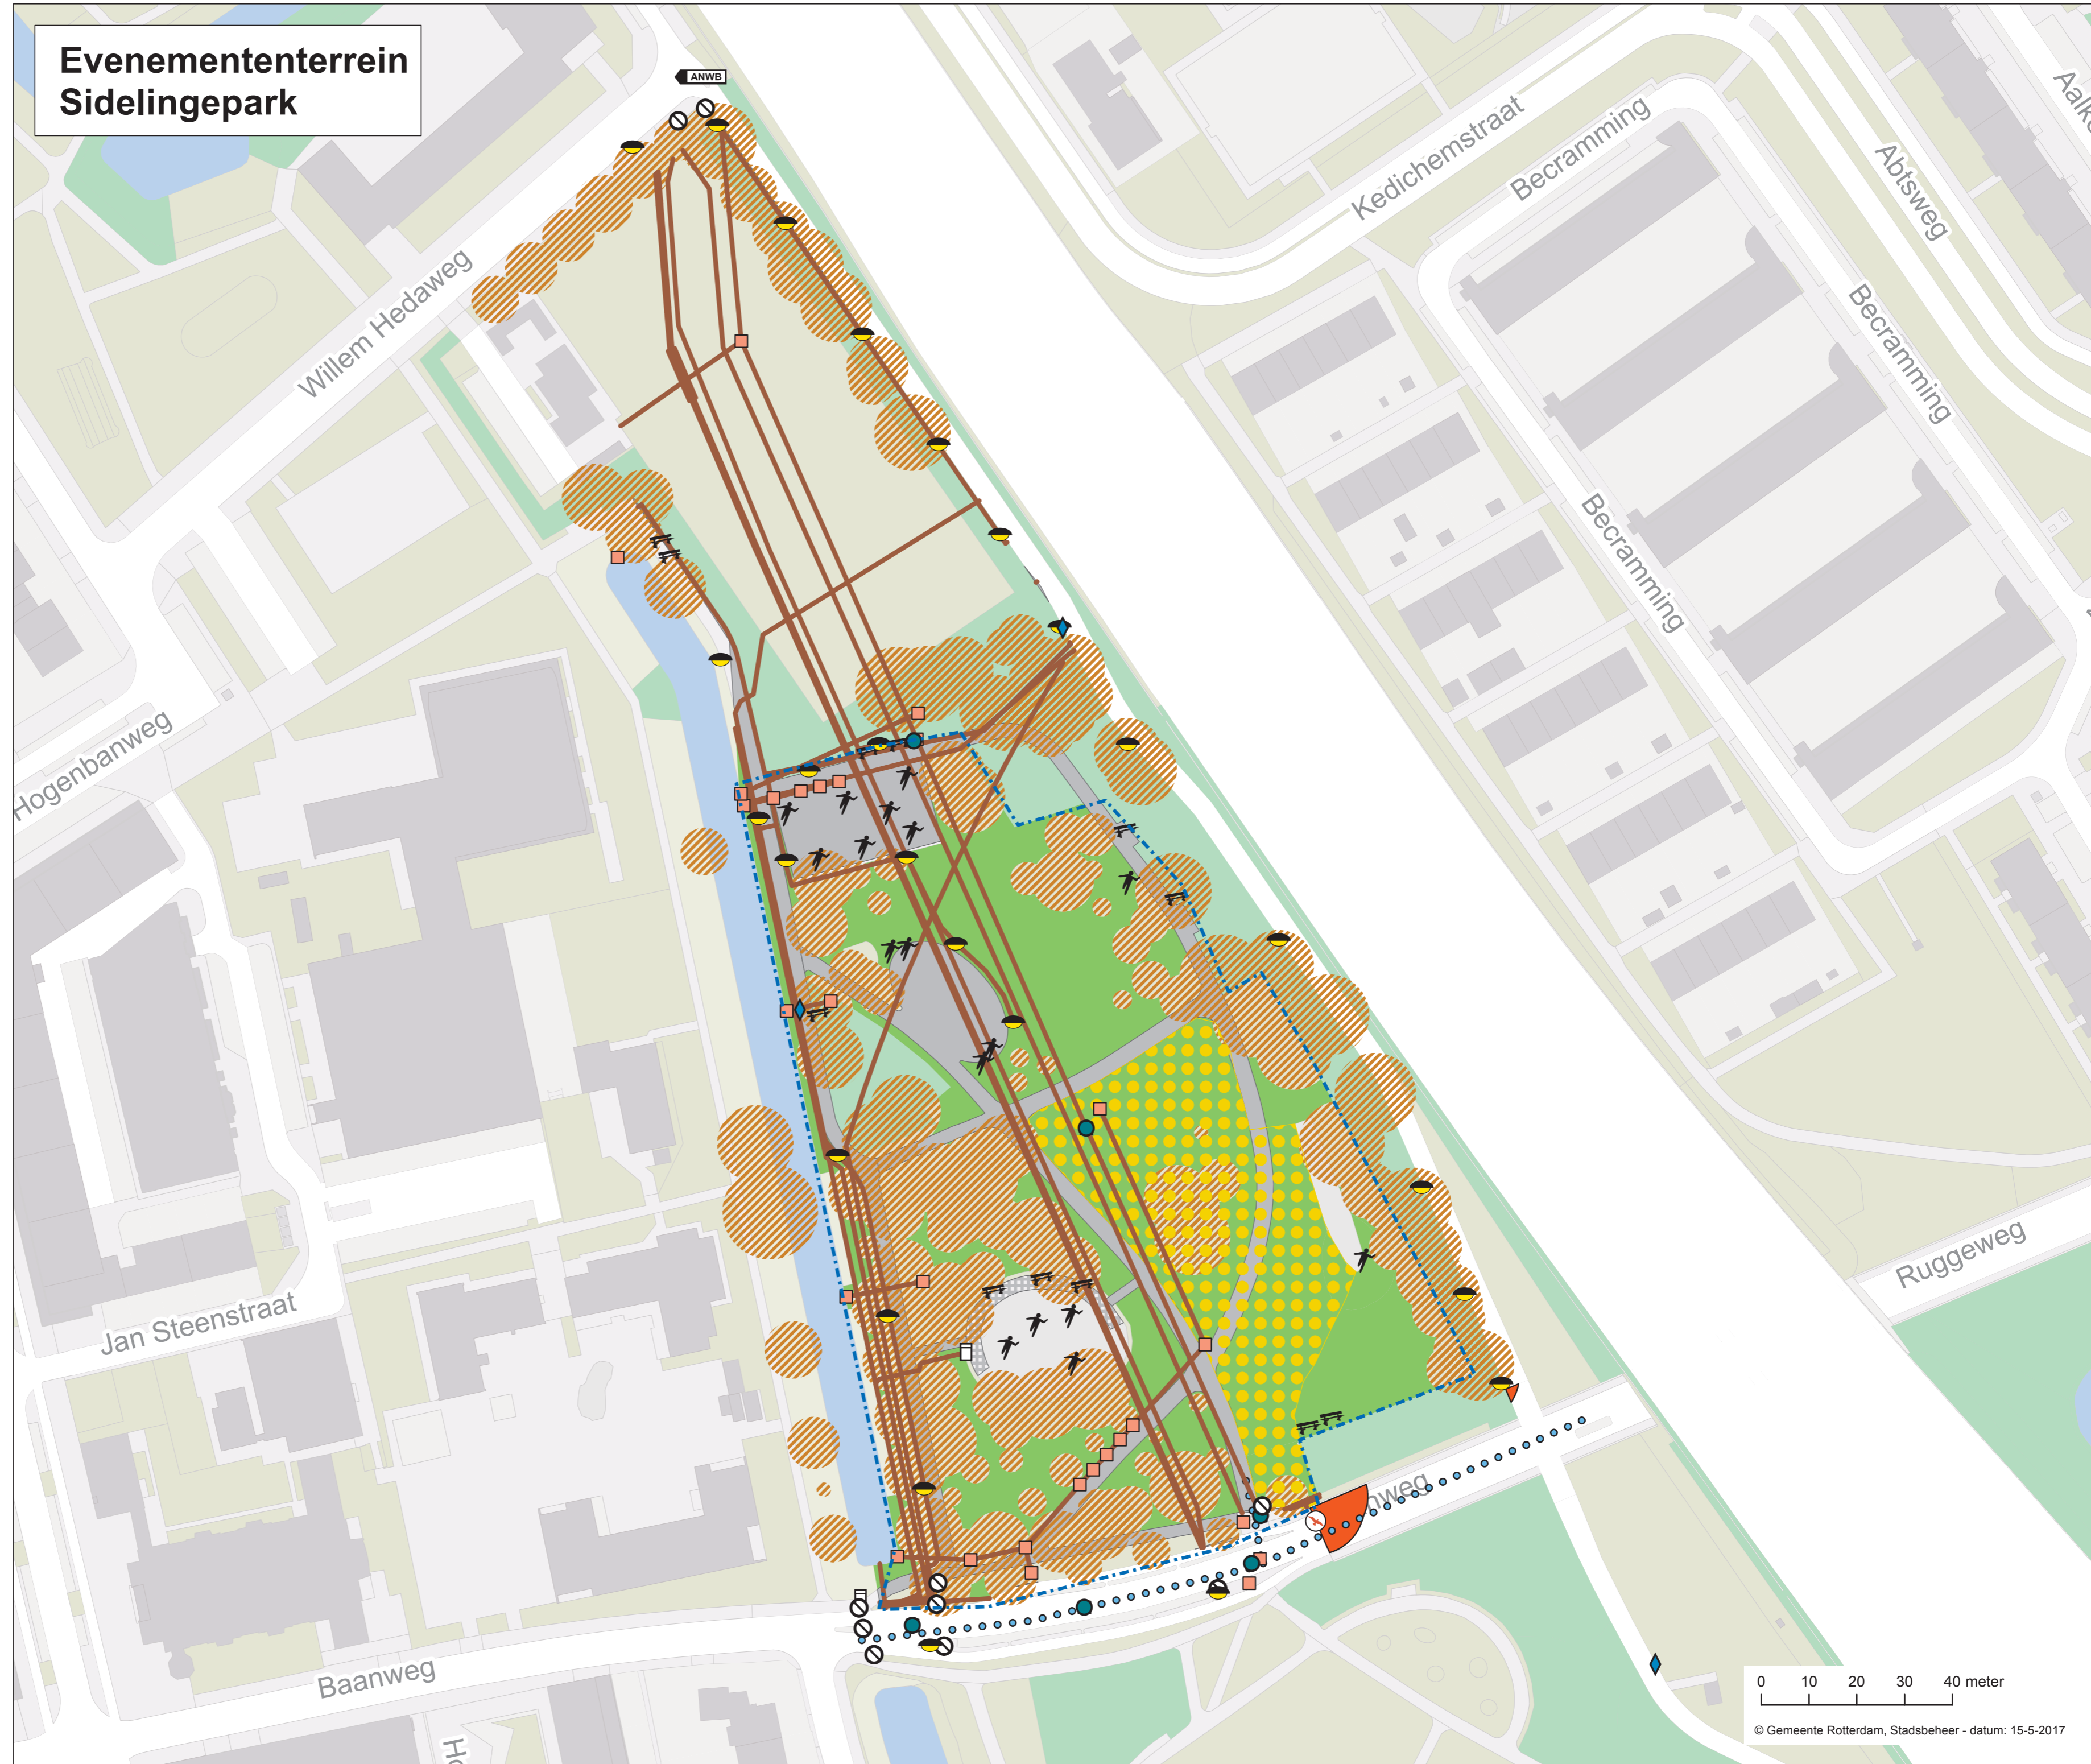 Evenemententerrein
Sidelingepark
ANWB
Kedichemstraat
Becramming
Abtsweg
Willem Hedaweg
Becramming
Becramming
Hogenbanweg
Ruggeweg
Jan Steenstraat
nweg
Baanweg
0 10 20 30 40 meter
© Gemeente Rotterdam, Stadsbeheer - datum: 15-5-2017